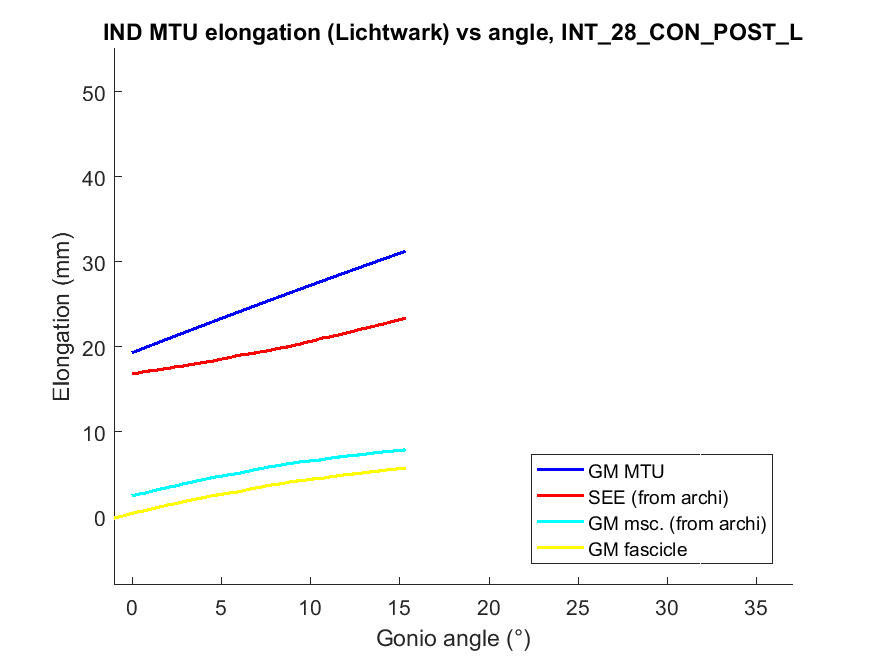 IND MTU elongation (Lichtwark) vs angle, INT_28_CON_POST_L
50
40
30
20
10
0
Elongation (mm)
GM MTU
SEE (from archi)
GM msc. (from archi)
GM fascicle
0 5 10 15 20 25 30 35
Gonio angle (°)